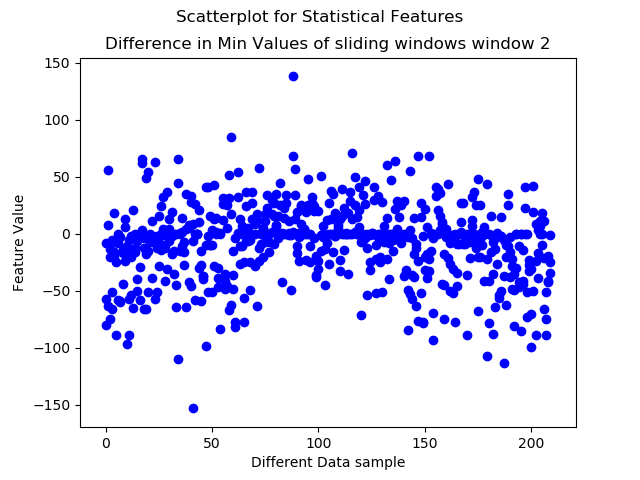 Scatterplot for Statistical Features
Difference in Min Values of sliding windows window 2
150
100
50
0
−50
−100
−150
Feature Value
0 50 100 150 200
Different Data sample